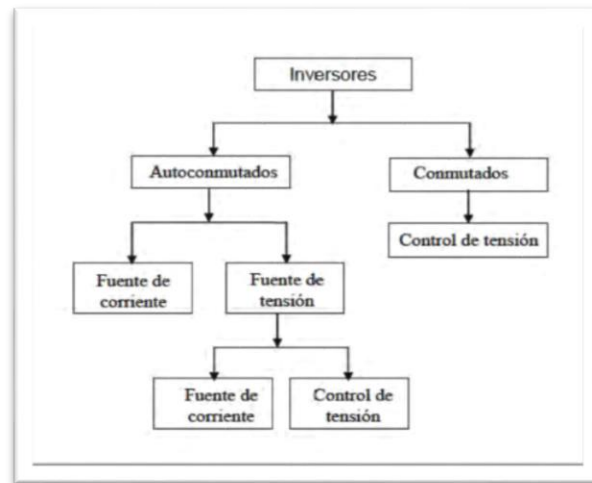 Inversores
Autoconmutados
Conmutados
Control de tensión
Fuente de
corriente
Fuente de
tensión
Fuente de
corriente
Control de
tensión